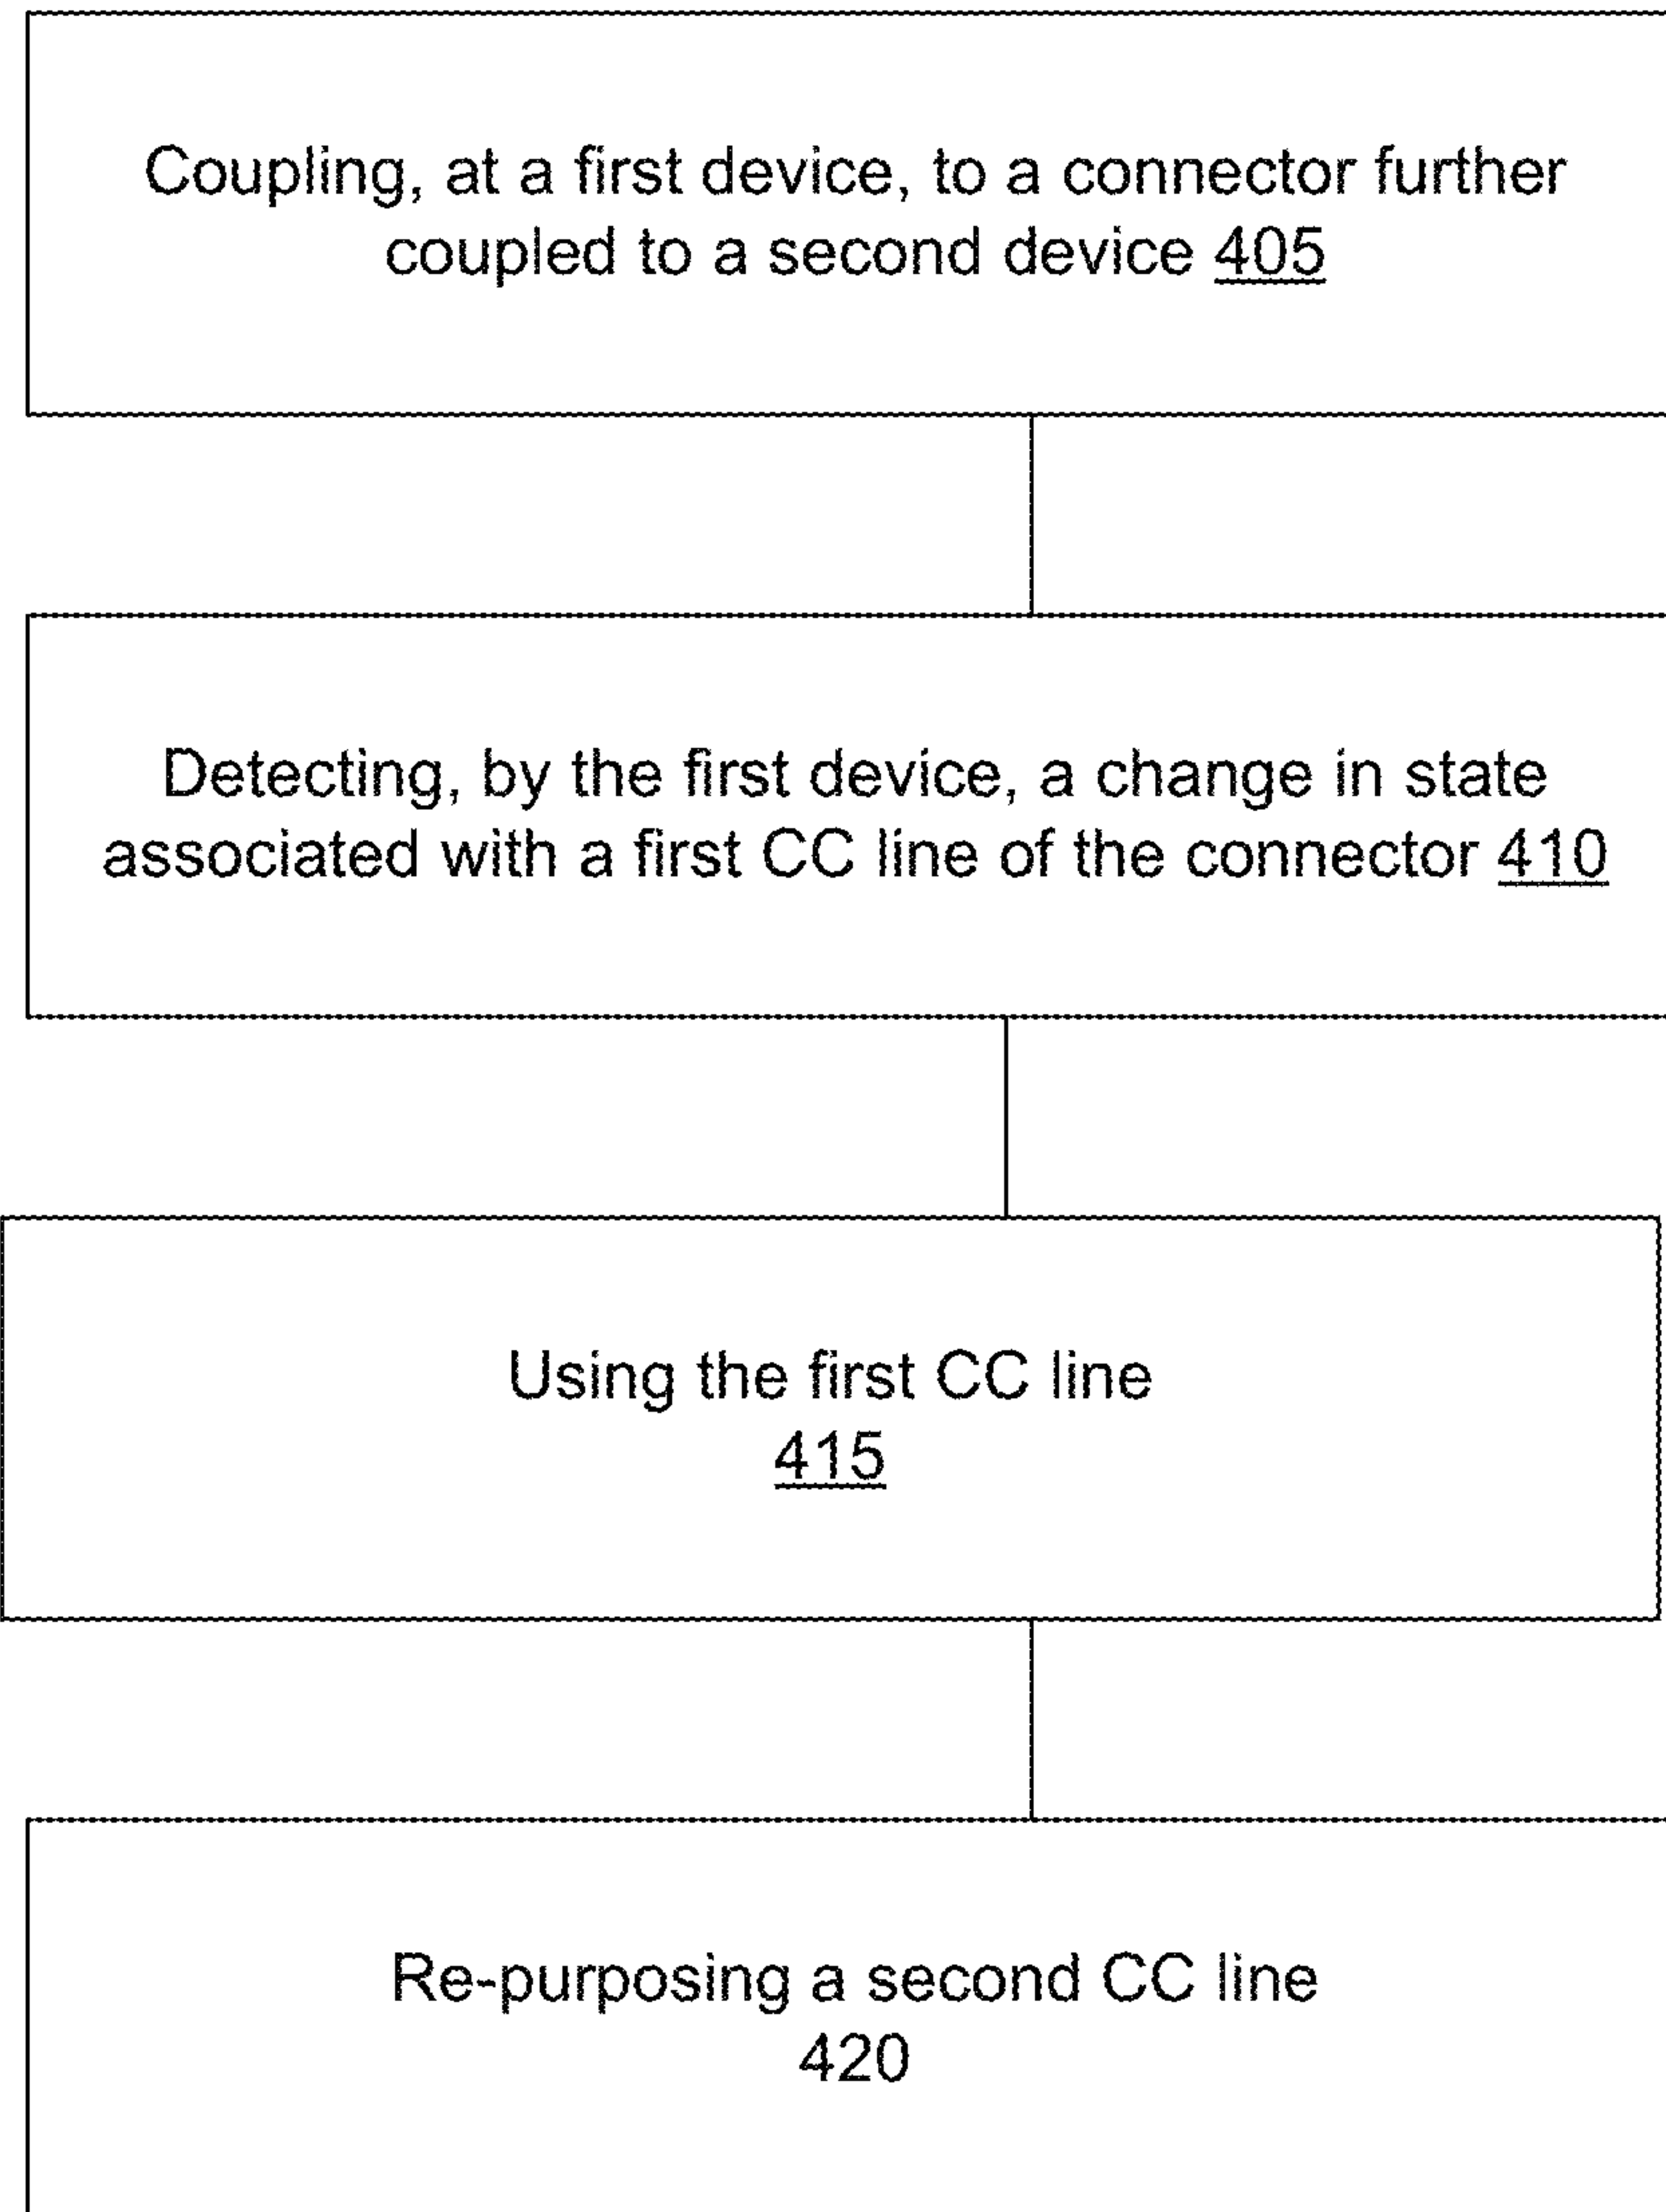 Coupling, at a first device, to a connector further
coupled to a second device 405
Detecting, by the first device, a change in state
associated with a first CC line of the connector 410
Using the first CC line
415
Re-purposing a second CC line
420